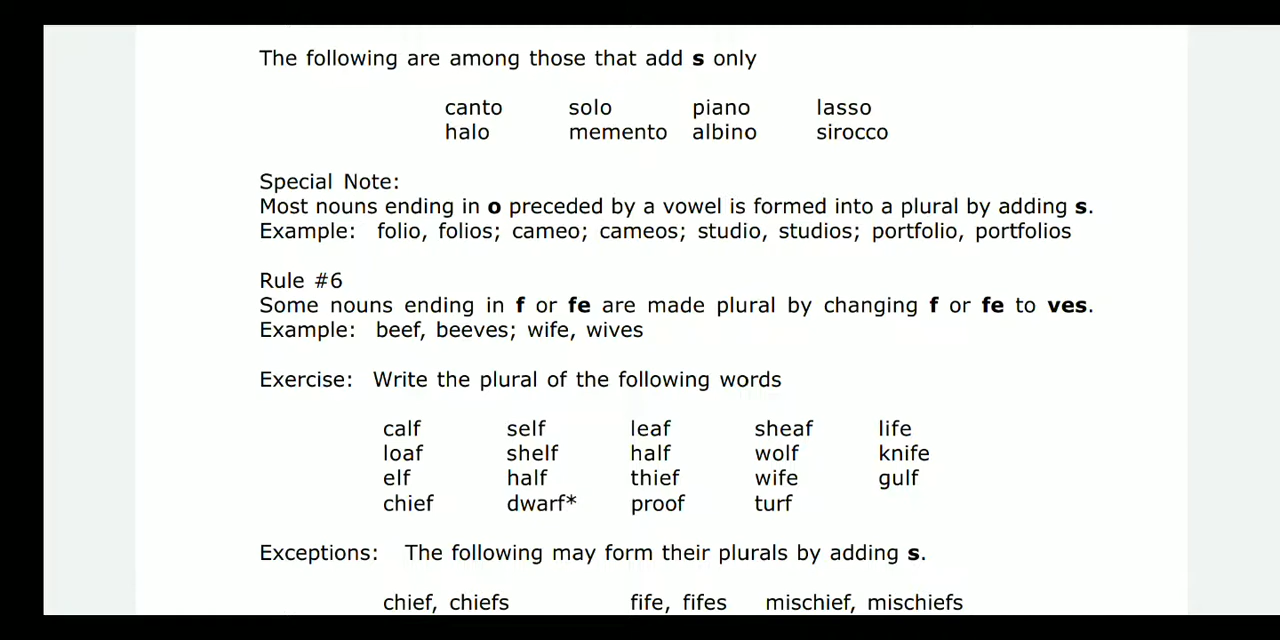 The following are among those that add s only
canto solo piano lasso
halo memento albino sirocco
Special Note:
Most nouns ending in o preceded by a vowel is formed into a plural by adding s.
Example: folio, folios; cameo; cameos; studio, studios; portfolio, portfolios
Rule #6
Some nouns ending in f or fe are made plural by changing f or fe to ves.
Example: beef, beeves; wife, wives
Exercise: Write the plural of the following words
calf self leaf sheaf life
loaf shelf half wolf knife
elf half thief wife gulf
chief dwarf* proof turf
Exceptions: The following may form their plurals by adding s.
chief, chiefs fife, fifes mischief, mischiefs